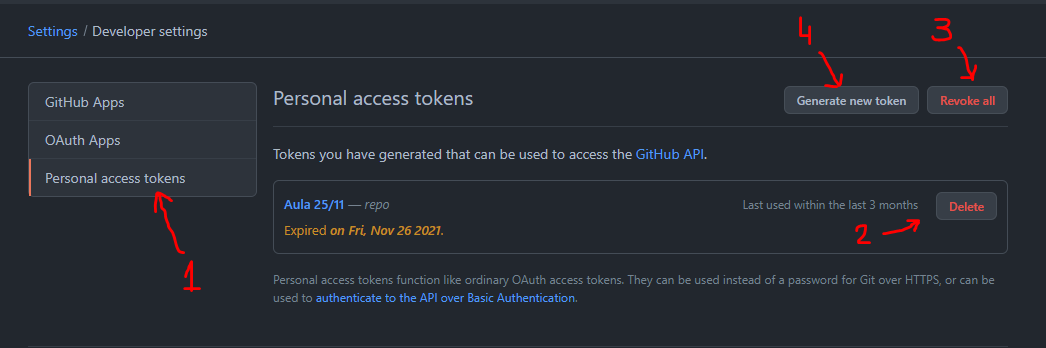 Settings / Developer settings
4
3
GitHub Apps
OAuth Apps
Personal access tokens
1
Personal access tokens
Generate new token
Revoke all
Tokens you have generated that can be used to access the GitHub API.
Aula 25/11 — repo
Last used within the last 3 months
Delete
Expired on Fri, Nov 26 2021.
2
Personal access tokens function like ordinary OAuth access tokens. They can be used instead of a password for Git over HTTPS, or can be
used to authenticate to the API over Basic Authentication.